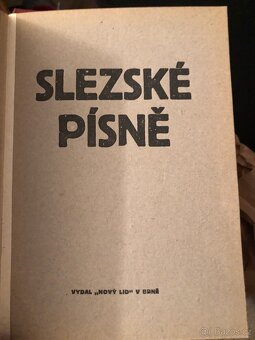 SLEZSKÉ
PÍSNĚ
VYDAL „NOVÝ LID“ V BRNĚ